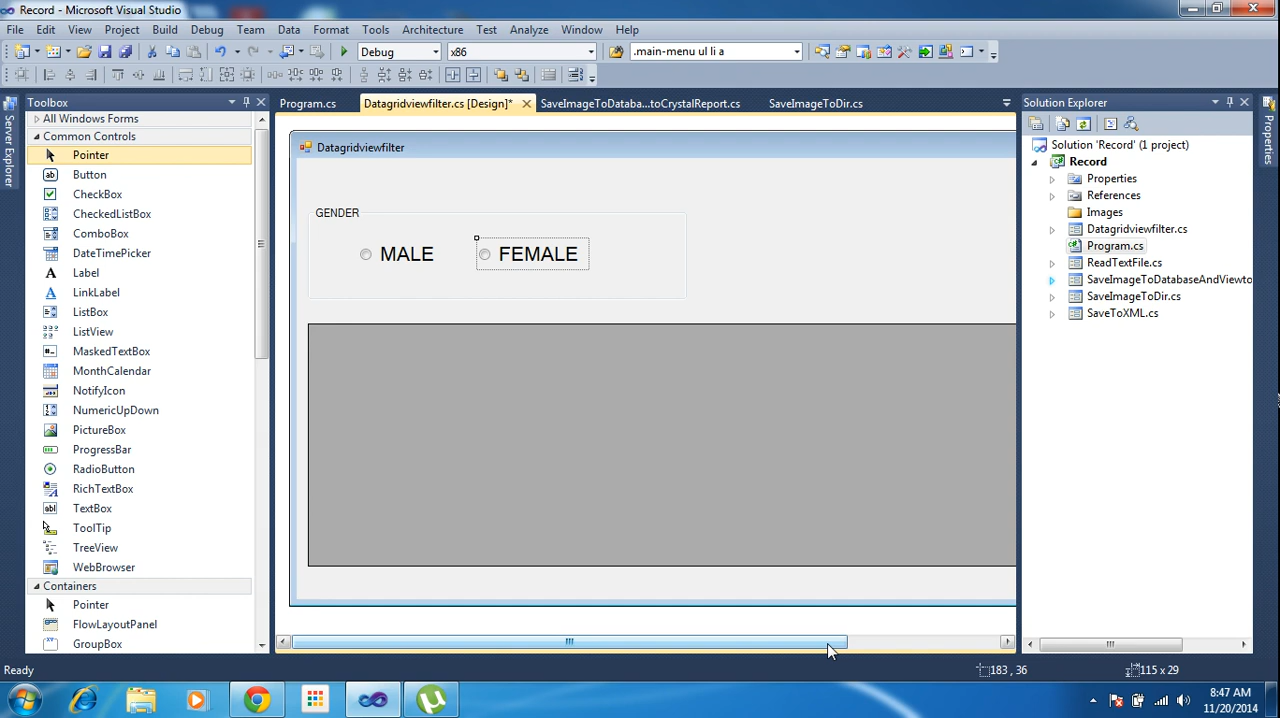 Record - Microsoft Visual Studio
File Edit View Project Build Debug Team Data Format Tools Architecture Test Analyze Window Help
Debug x86 .main-menu ul li a
Toolbox
Program.cs Datagridviewfilter.cs [Design]* SaveImageToDataba...toCrystalReport.cs SaveImageToDir.cs
Solution Explorer
Server Explorer
Properties
All Windows Forms
Common Controls
Pointer
Button
CheckBox
CheckedListBox
ComboBox
DateTimePicker
Label
LinkLabel
ListBox
ListView
MaskedTextBox
MonthCalendar
NotifyIcon
NumericUpDown
PictureBox
ProgressBar
RadioButton
RichTextBox
TextBox
ToolTip
TreeView
WebBrowser
Containers
Pointer
FlowLayoutPanel
GroupBox
Datagridviewfilter
GENDER
MALE FEMALE
Solution 'Record' (1 project)
Record
Properties
References
Images
Datagridviewfilter.cs
Program.cs
ReadTextFile.cs
SaveImageToDatabaseAndViewto
SaveImageToDir.cs
SaveToXML.cs
Ready
183 , 36
115 x 29
8:47 AM
11/20/2014